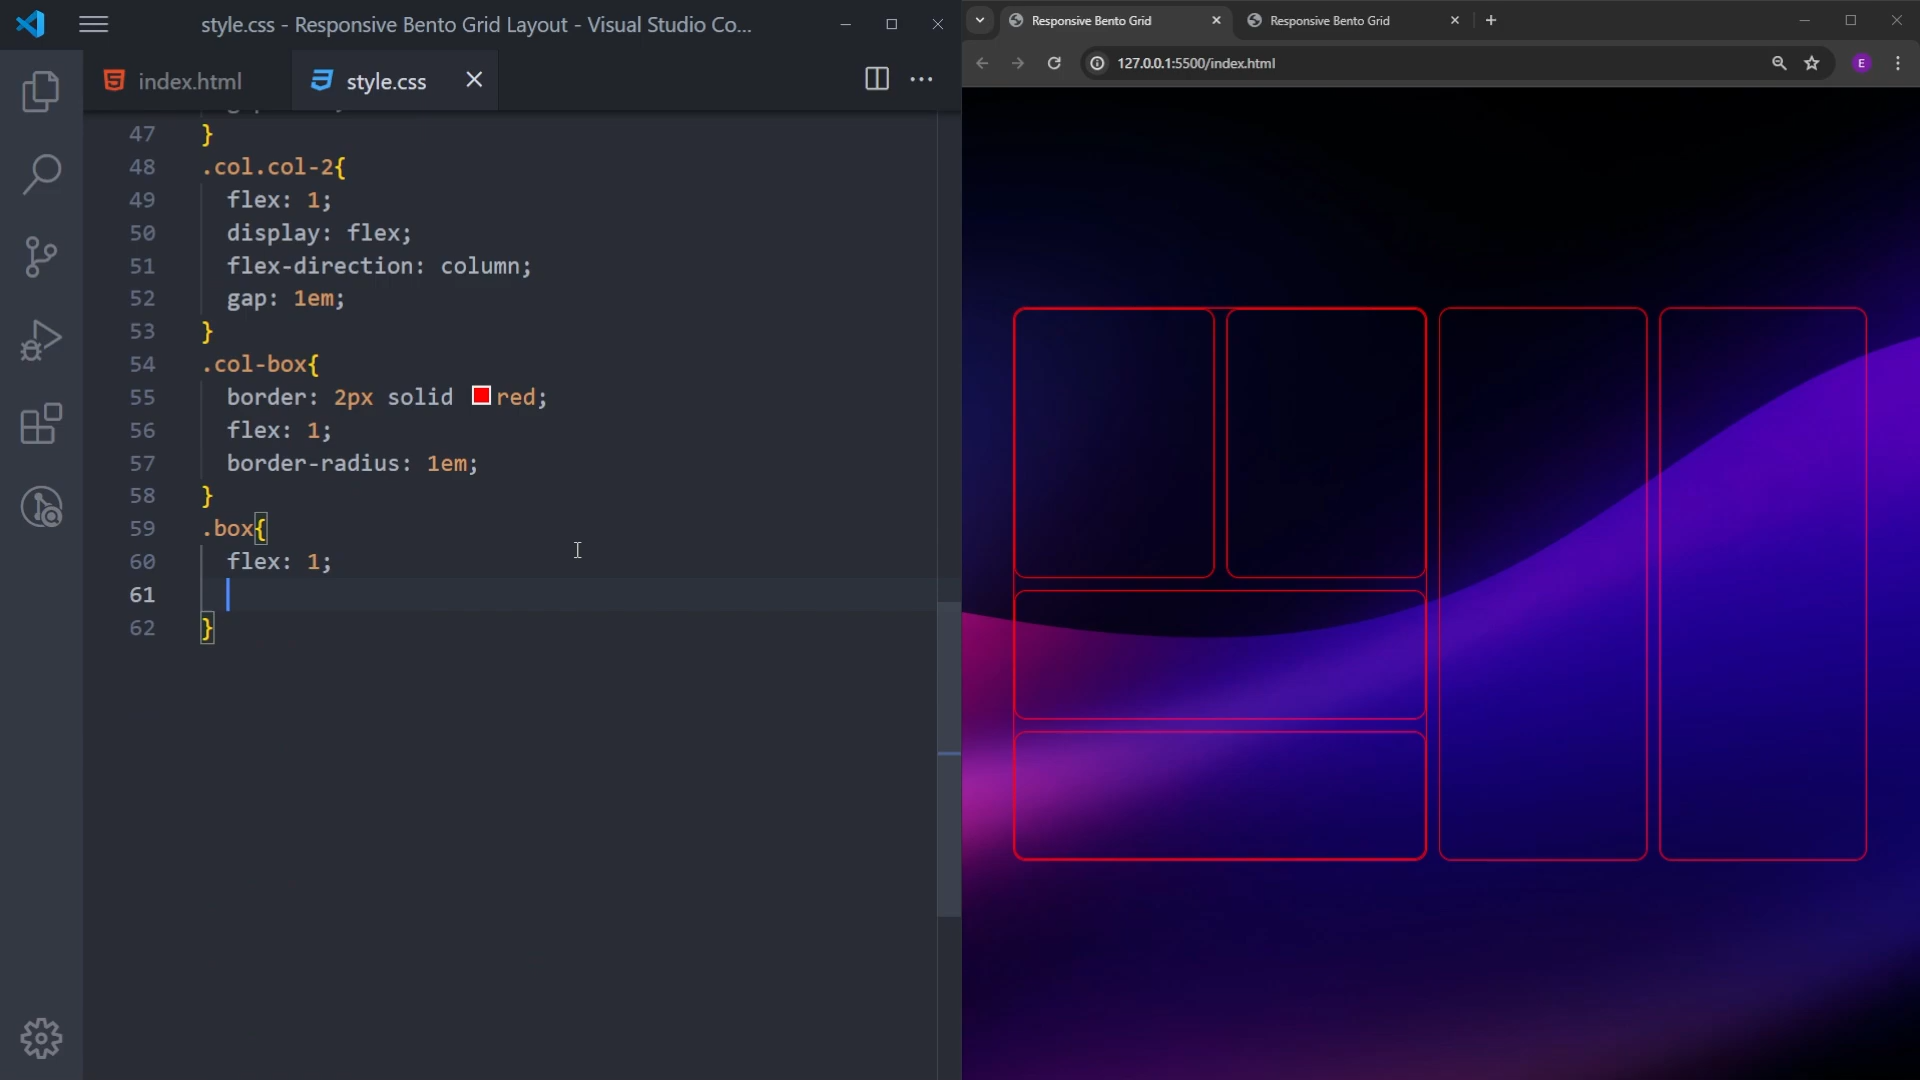 style.css - Responsive Bento Grid Layout - Visual Studio Co...
index.html
style.css
47 }
48 .col.col-2{
49 flex: 1;
50 display: flex;
51 flex-direction: column;
52 gap: 1em;
53 }
54 .col-box{
55 border: 2px solid red;
56 flex: 1;
57 border-radius: 1em;
58 }
59 .box{
60 flex: 1;
61
62 }
Responsive Bento Grid
Responsive Bento Grid
127.0.0.1:5500/index.html
E